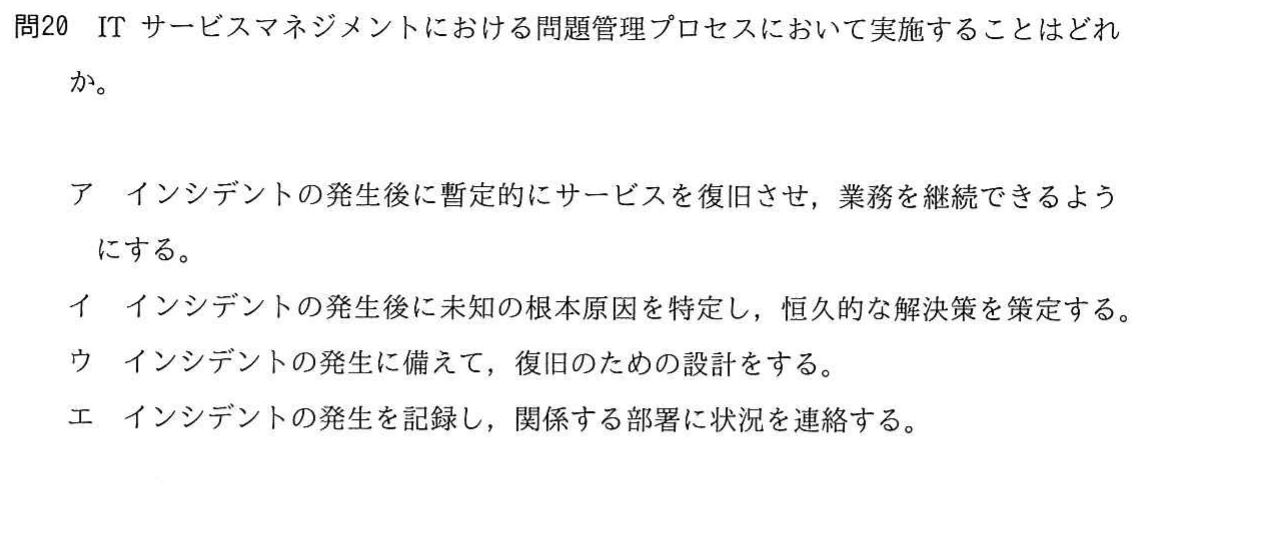 問20 IT サービスマネジメントにおける問題管理プロセスにおいて実施することはどれ
か。
ア インシデントの発生後に暫定的にサービスを復旧させ，業務を継続できるよう
にする。
イ インシデントの発生後に未知の根本原因を特定し，恒久的な解決策を策定する。
ウ インシデントの発生に備えて，復旧のための設計をする。
エ インシデントの発生を記録し，関係する部署に状況を連絡する。